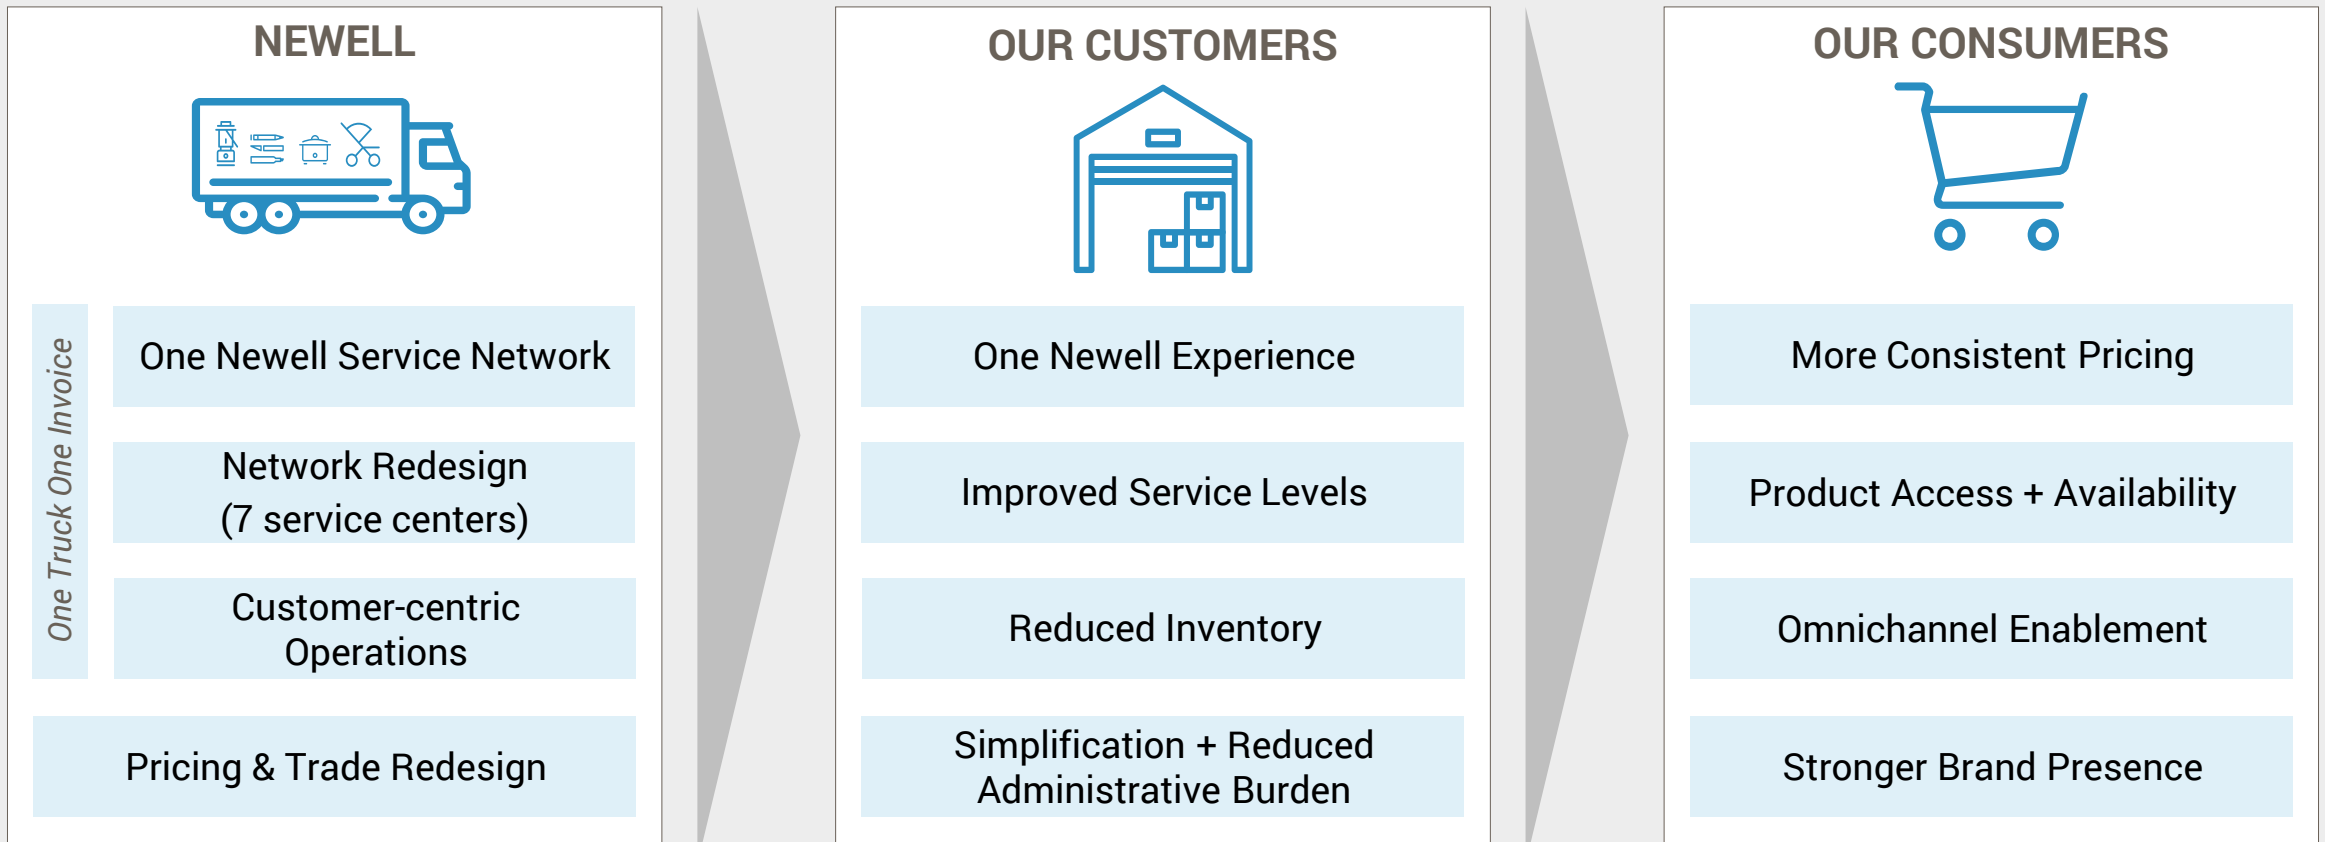 NEWELL
One Truck One Invoice
One Newell Service Network
Network Redesign
(7 service centers)
Customer-centric
Operations
Pricing & Trade Redesign
OUR CUSTOMERS
One Newell Experience
Improved Service Levels
Reduced Inventory
Simplification + Reduced
Administrative Burden
OUR CONSUMERS
More Consistent Pricing
Product Access + Availability
Omnichannel Enablement
Stronger Brand Presence